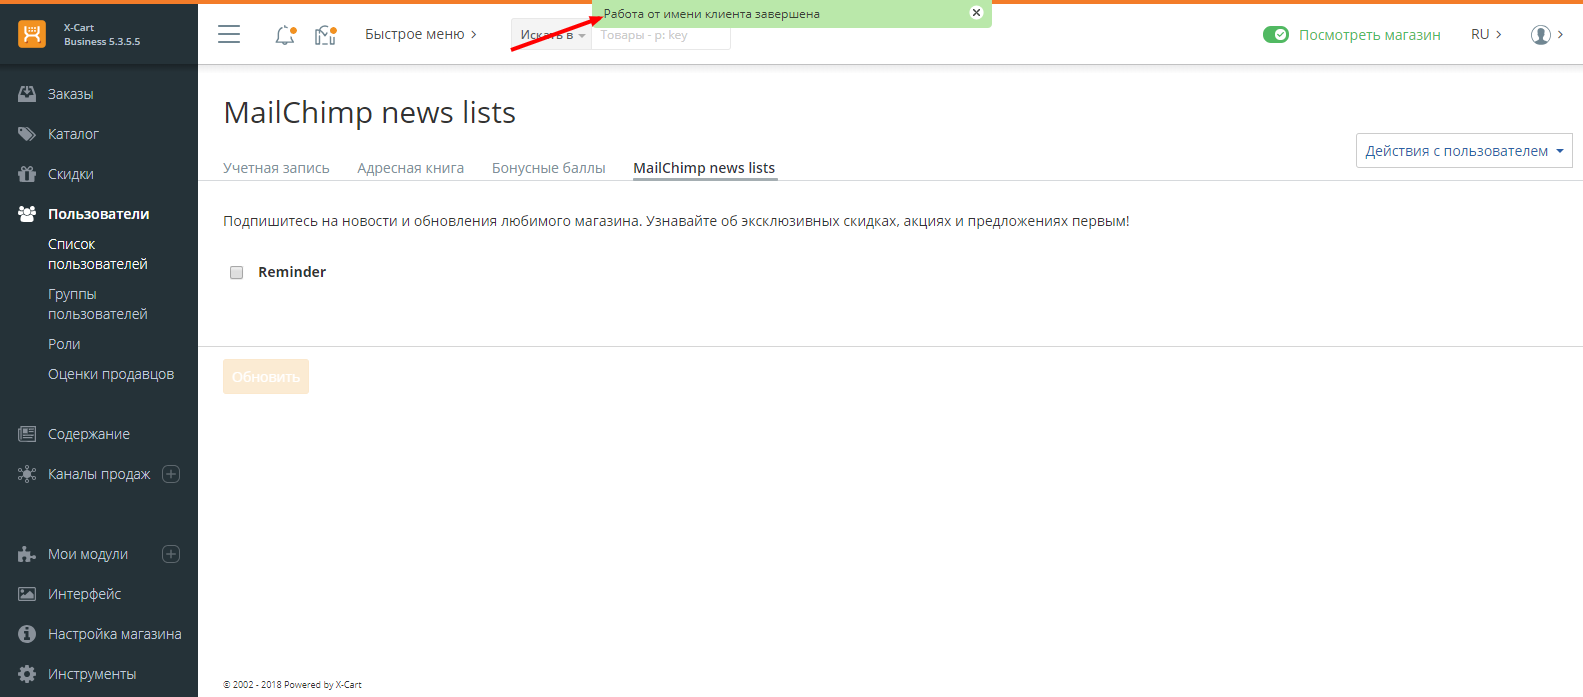 X-Cart
Business 5.3.5.5
Быстрое меню
Искать в
Товары - p: key
Работа от имени клиента завершена
Посмотреть магазин
RU
Заказы
Каталог
Скидки
Пользователи
Список
пользователей
Группы
пользователей
Роли
Оценки продавцов
Содержание
Каналы продаж
Мои модули
Интерфейс
Настройка магазина
Инструменты
MailChimp news lists
Действия с пользователем
Учетная запись
Адресная книга
Бонусные баллы
MailChimp news lists
Подпишитесь на новости и обновления любимого магазина. Узнавайте об эксклюзивных скидках, акциях и предложениях первым!
Reminder
Обновить
© 2002 - 2018 Powered by X-Cart